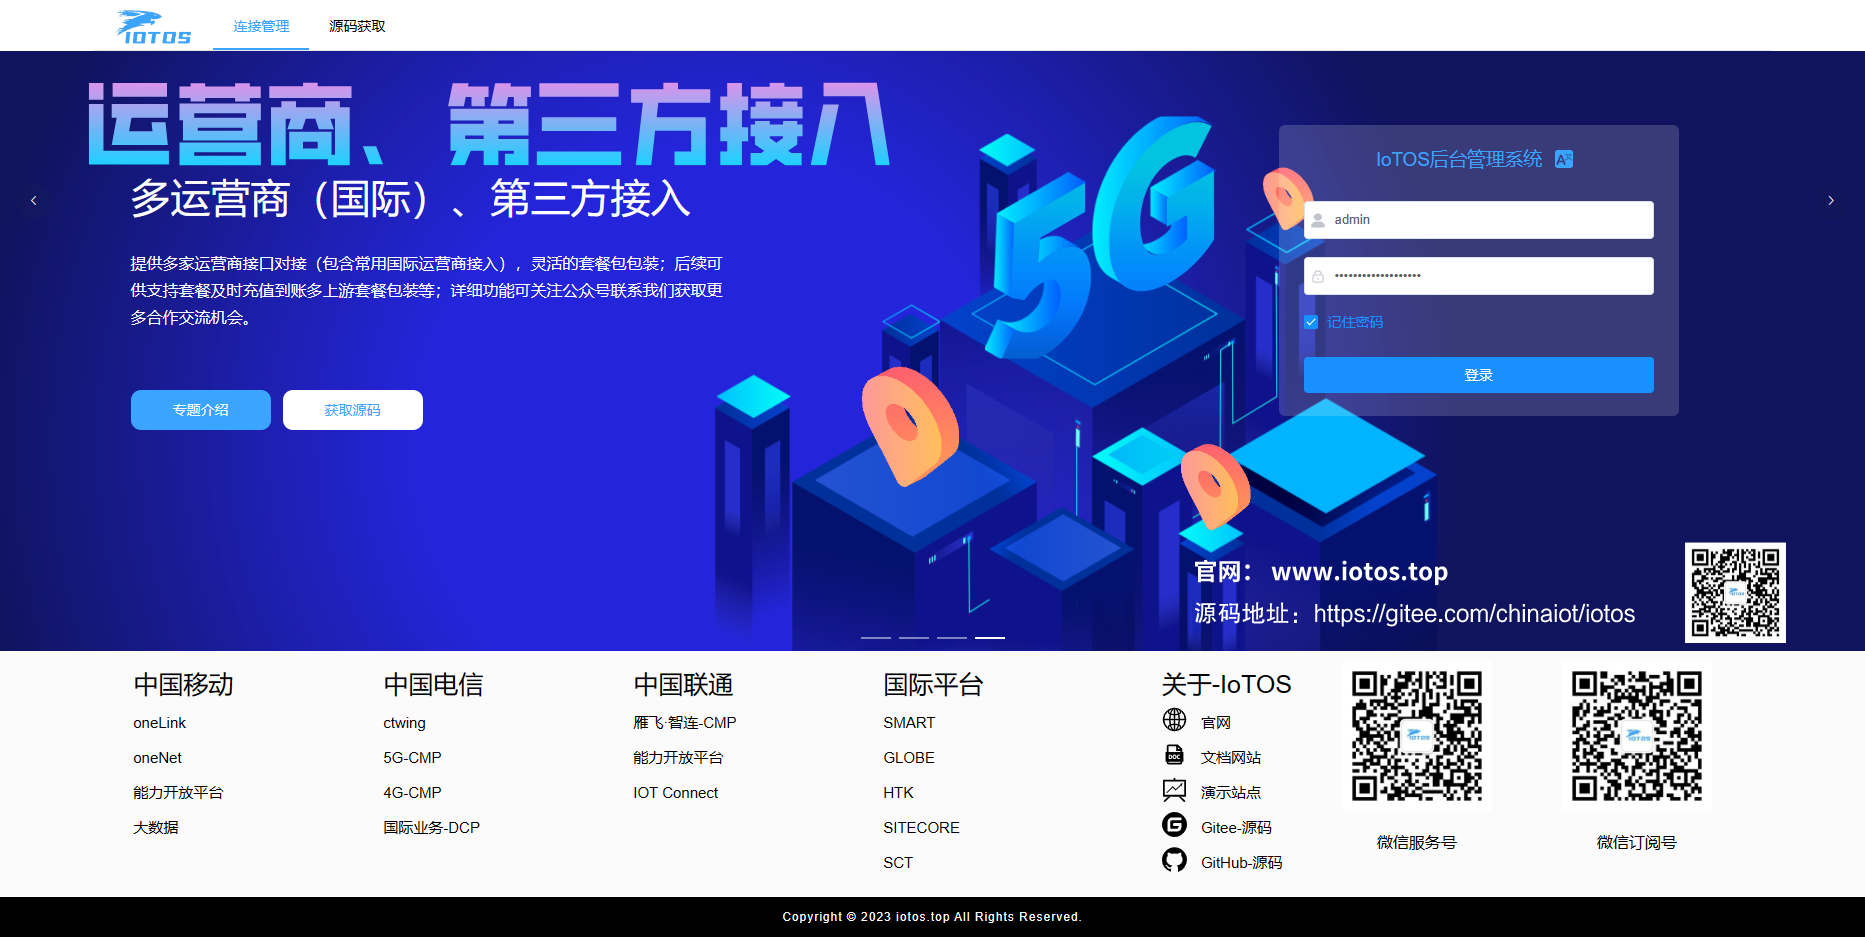 IOTOS
连接管理
源码获取
运营商、第三方接入
多运营商（国际）、第三方接入
提供多家运营商接口对接（包含常用国际运营商接入），灵活的套餐包包装；后续可
供支持套餐及时充值到账多上游套餐包装等；详细功能可关注公众号联系我们获取更
多合作交流机会。
专题介绍
获取源码
5G
IoTOS后台管理系统
admin
•••••••••••••••••••
记住密码
登录
官网： www.iotos.top
源码地址：https://gitee.com/chinaiot/iotos
中国移动
oneLink
oneNet
能力开放平台
大数据
中国电信
ctwing
5G-CMP
4G-CMP
国际业务-DCP
中国联通
雁飞·智连-CMP
能力开放平台
IOT Connect
国际平台
SMART
GLOBE
HTK
SITECORE
SCT
关于-IoTOS
官网
DOC 文档网站
演示站点
Gitee-源码
GitHub-源码
微信服务号
微信订阅号
Copyright © 2023 iotos.top All Rights Reserved.